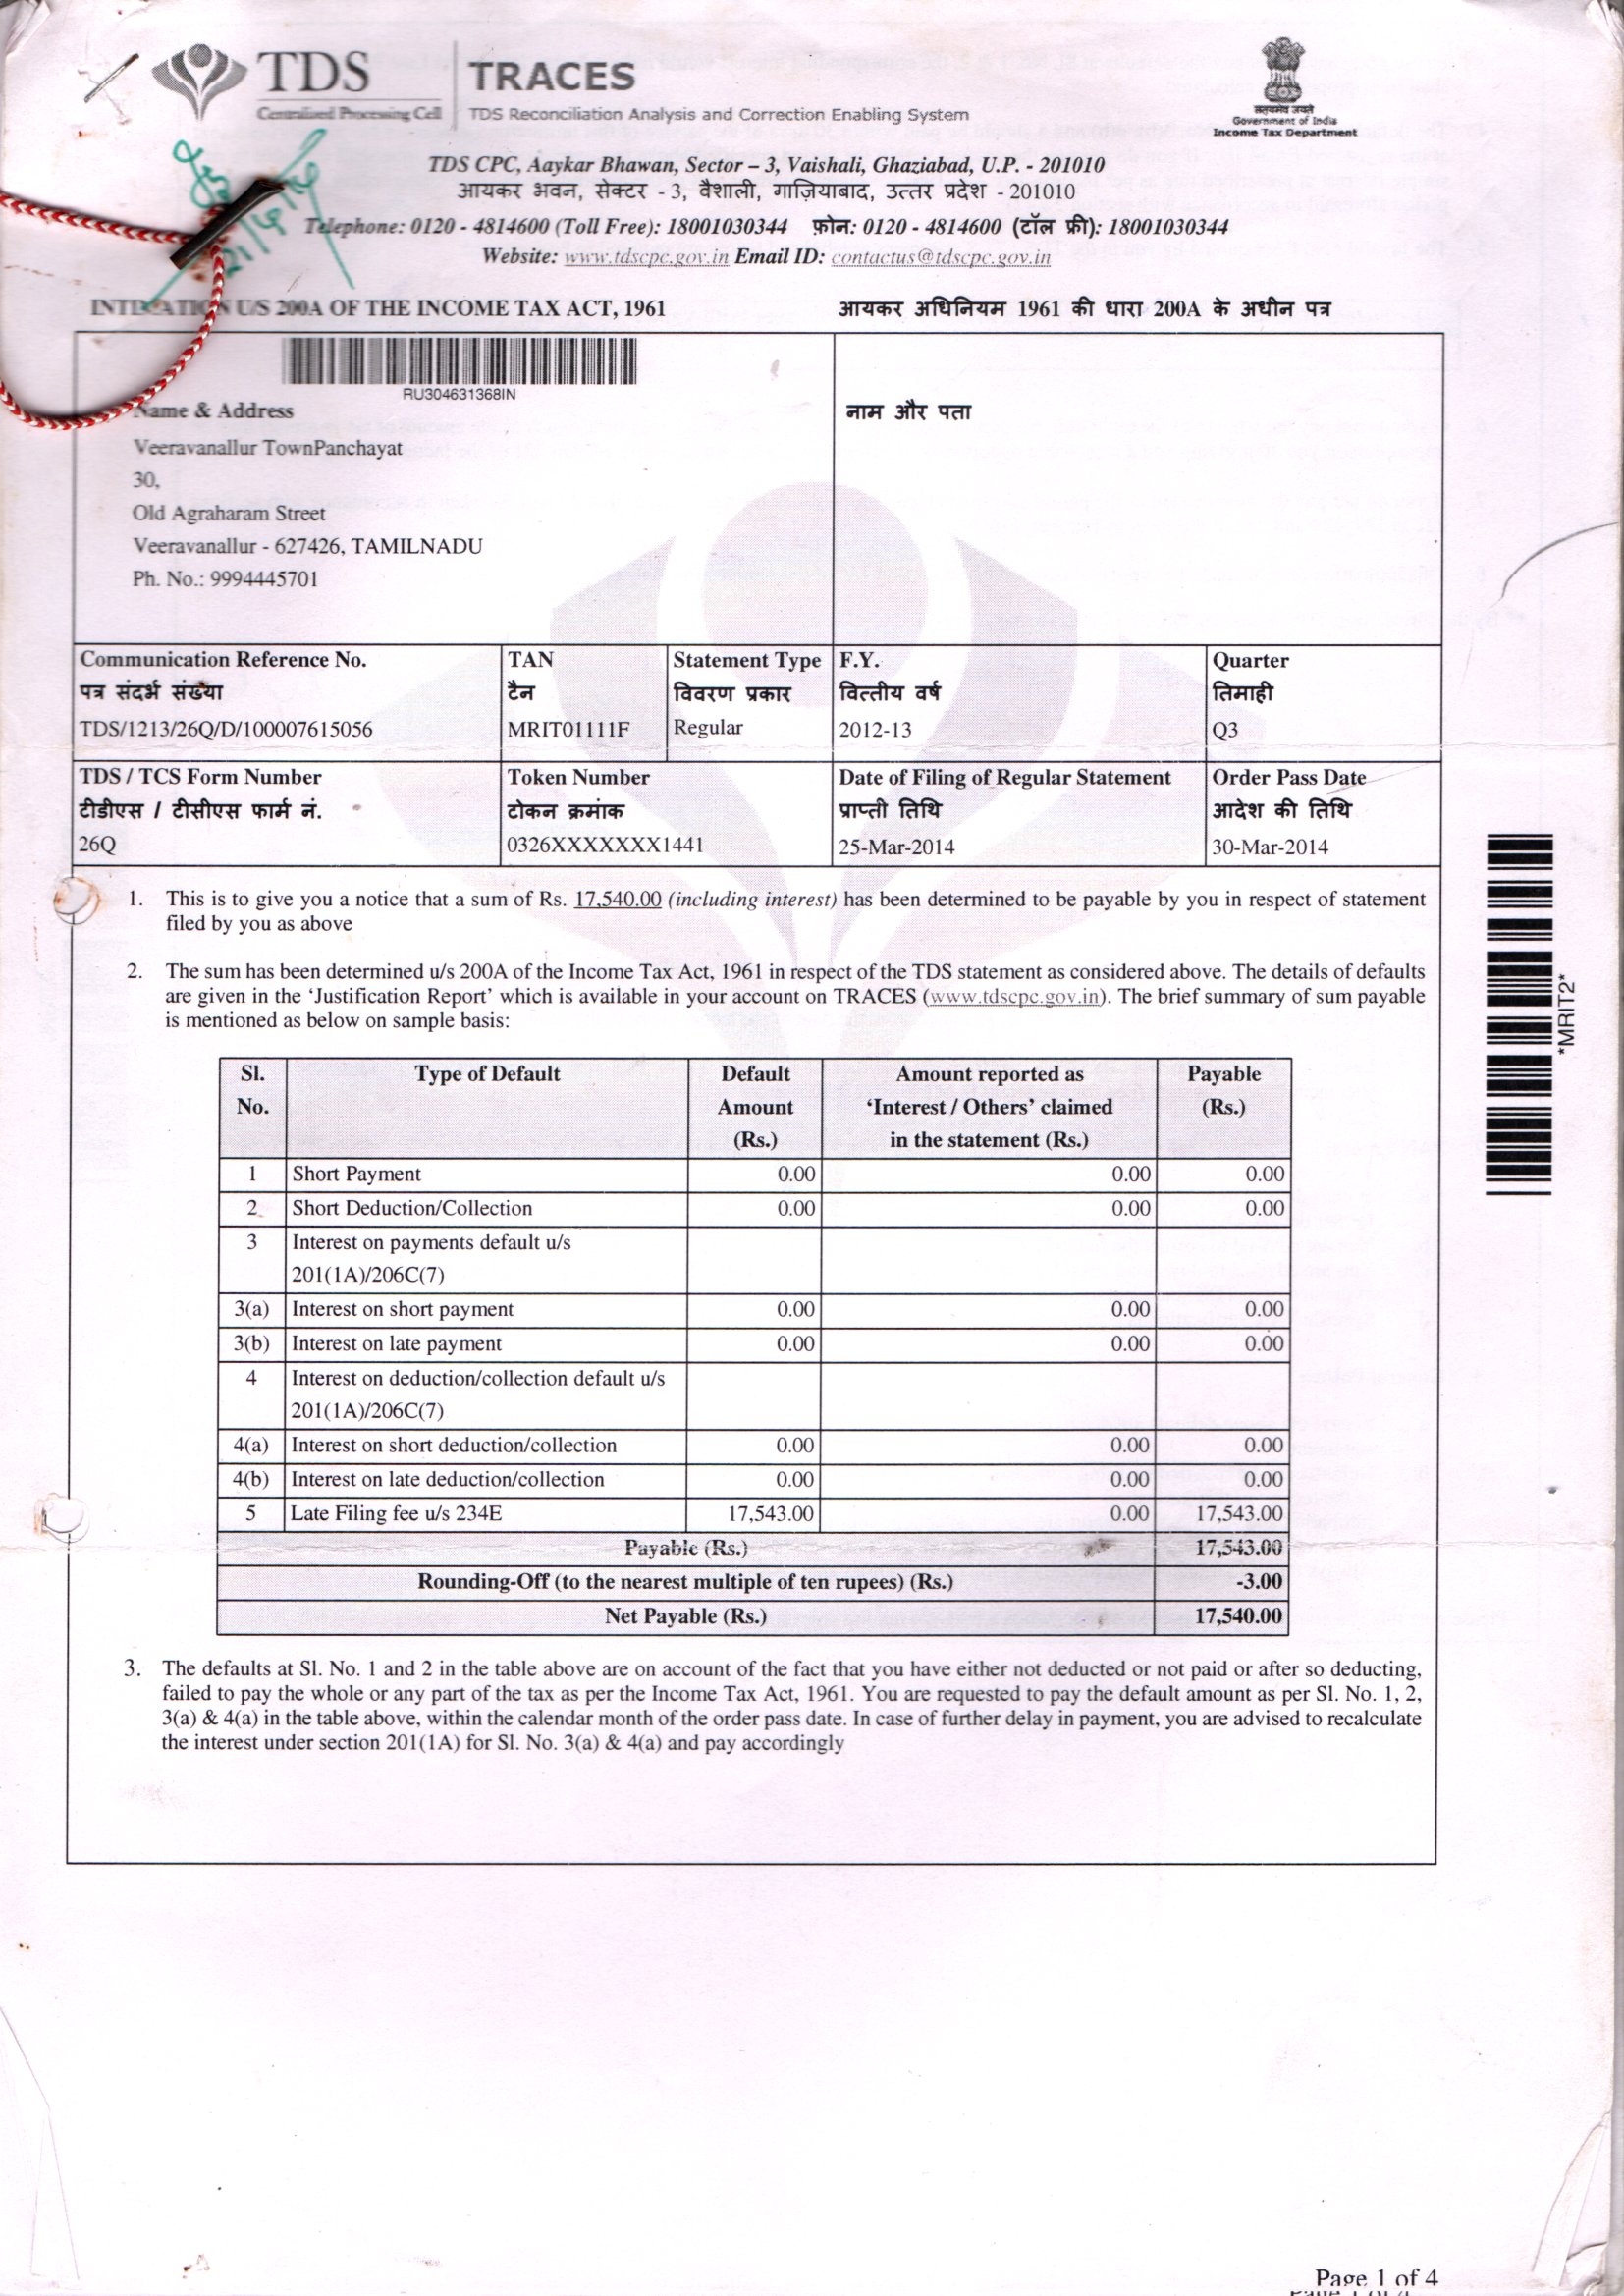 TDS
Centralized Processing Cell
TRACES
TDS Reconciliation Analysis and Correction Enabling System
सत्यमेव जयते
Government of India
Income Tax Department
TDS CPC, Aaykar Bhawan, Sector – 3, Vaishali, Ghaziabad, U.P. - 201010
आयकर भवन, सेक्टर - 3, वैशाली, गाज़ियाबाद, उत्तर प्रदेश - 201010
Telephone: 0120 - 4814600 (Toll Free): 18001030344 फ़ोन: 0120 - 4814600 (टॉल फ्री): 18001030344
Website: www.tdscpc.gov.in Email ID: contactus@tdscpc.gov.in
U/S 200A OF THE INCOME TAX ACT, 1961 आयकर अधिनियम 1961 की धारा 200A के अधीन पत्र
RU304631368IN
Name & Address
नाम और पता
Veeravanallur TownPanchayat
30,
Old Agraharam Street
Veeravanallur - 627426, TAMILNADU
Ph. No.: 9994445701
Communication Reference No. TAN Statement Type F.Y. Quarter
पत्र संदर्भ संख्या टैन विवरण प्रकार वित्तीय वर्ष तिमाही
TDS/1213/26Q/D/100007615056 MRIT01111F Regular 2012-13 Q3
TDS / TCS Form Number Token Number Date of Filing of Regular Statement Order Pass Date
टीडीएस / टीसीएस फार्म नं. टोकन क्रमांक प्राप्ती तिथि आदेश की तिथि
26Q 0326XXXXXXX1441 25-Mar-2014 30-Mar-2014
1. This is to give you a notice that a sum of Rs. 17,540.00 (including interest) has been determined to be payable by you in respect of statement
filed by you as above
2. The sum has been determined u/s 200A of the Income Tax Act, 1961 in respect of the TDS statement as considered above. The details of defaults
are given in the ‘Justification Report’ which is available in your account on TRACES (www.tdscpc.gov.in). The brief summary of sum payable
is mentioned as below on sample basis:
Sl. Type of Default Default Amount reported as Payable
No. Amount ‘Interest / Others’ claimed (Rs.)
(Rs.) in the statement (Rs.)
1 Short Payment 0.00 0.00 0.00
2 Short Deduction/Collection 0.00 0.00 0.00
3 Interest on payments default u/s
201(1A)/206C(7)
3(a) Interest on short payment 0.00 0.00 0.00
3(b) Interest on late payment 0.00 0.00 0.00
4 Interest on deduction/collection default u/s
201(1A)/206C(7)
4(a) Interest on short deduction/collection 0.00 0.00 0.00
4(b) Interest on late deduction/collection 0.00 0.00 0.00
5 Late Filing fee u/s 234E 17,543.00 0.00 17,543.00
Payable (Rs.) 17,543.00
Rounding-Off (to the nearest multiple of ten rupees) (Rs.) -3.00
Net Payable (Rs.) 17,540.00
3. The defaults at Sl. No. 1 and 2 in the table above are on account of the fact that you have either not deducted or not paid or after so deducting,
failed to pay the whole or any part of the tax as per the Income Tax Act, 1961. You are requested to pay the default amount as per Sl. No. 1, 2,
3(a) & 4(a) in the table above, within the calendar month of the order pass date. In case of further delay in payment, you are advised to recalculate
the interest under section 201(1A) for Sl. No. 3(a) & 4(a) and pay accordingly
*MRIT2*
Page 1 of 4